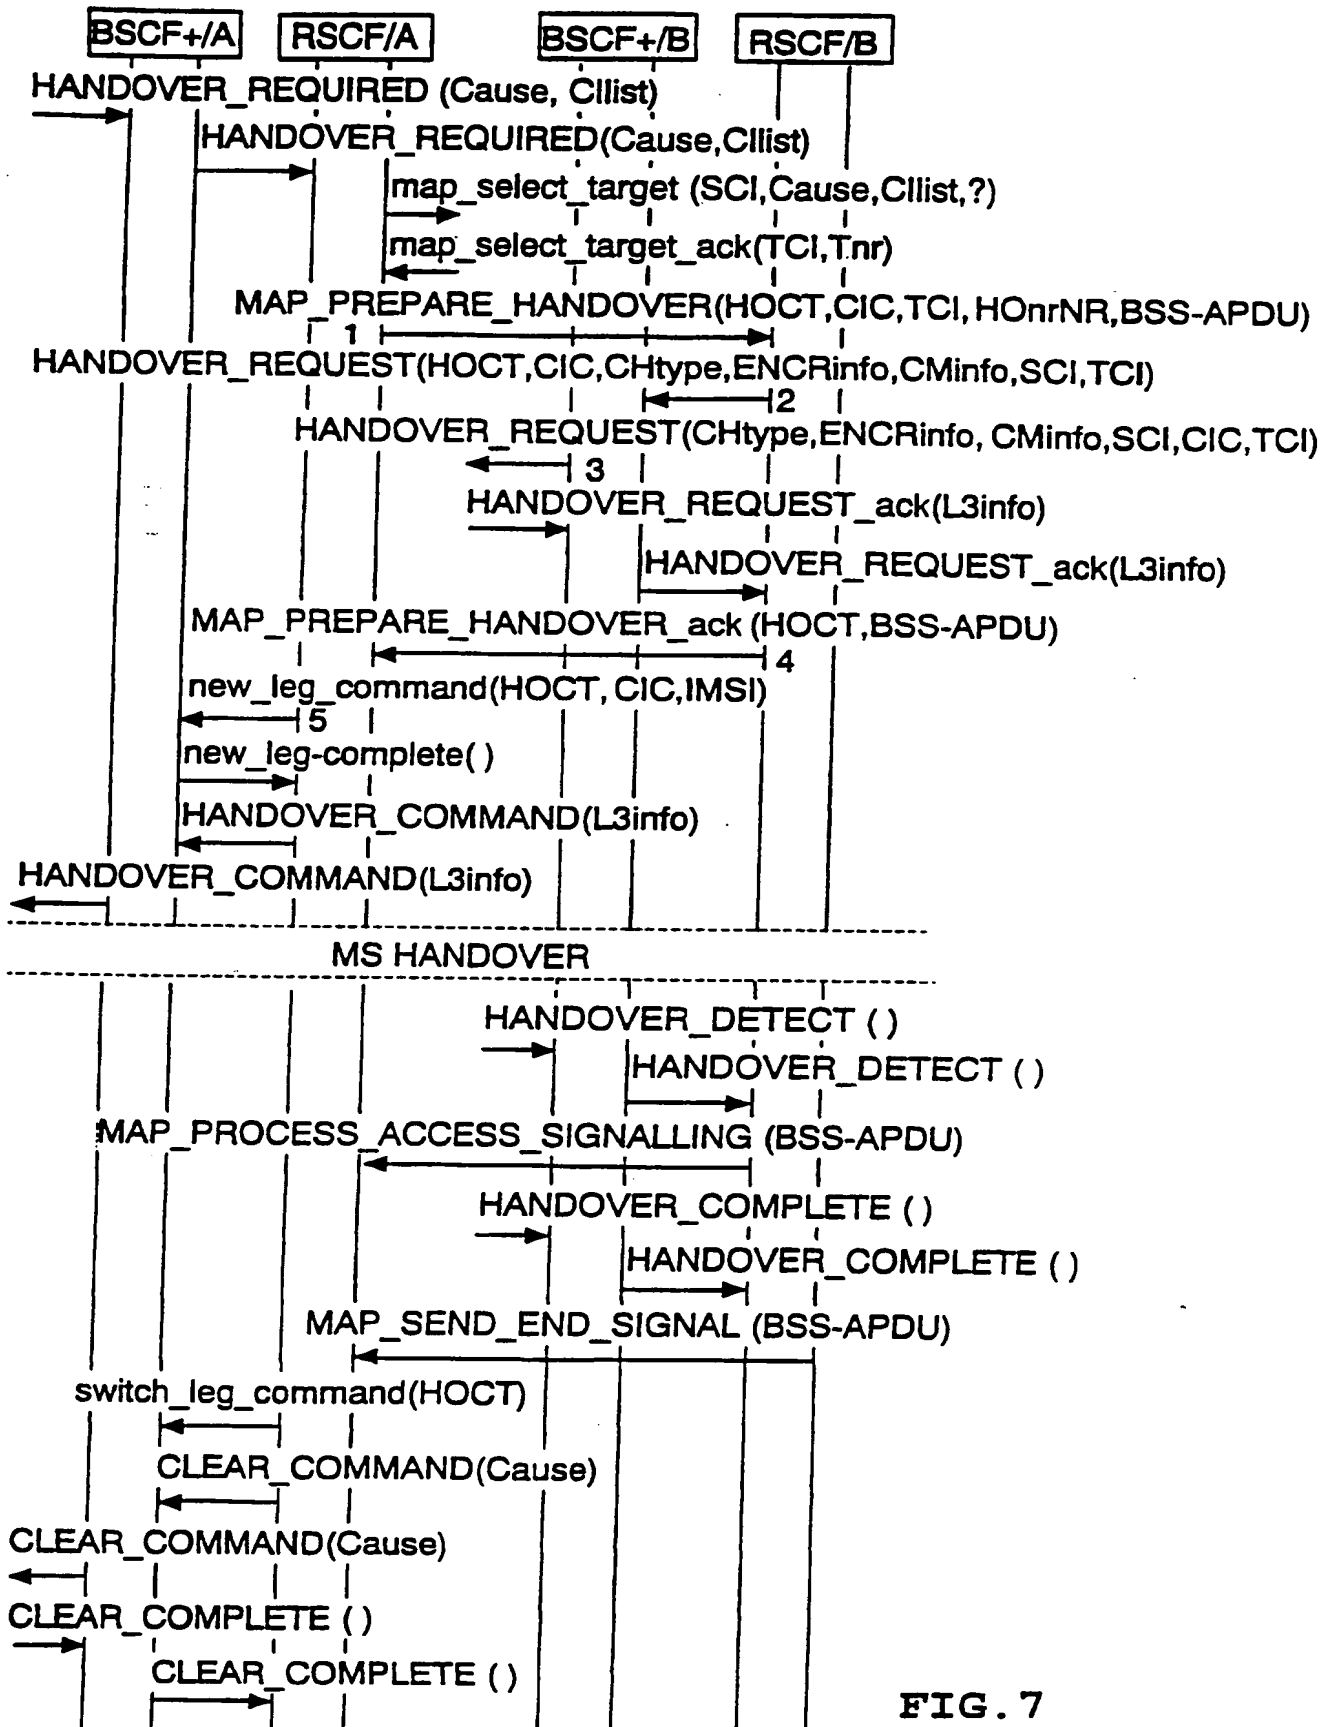 BSCF+/A RSCF/A BSCF+/B RSCF/B
HANDOVER_REQUIRED (Cause, CIlist)
HANDOVER_REQUIRED(Cause,CIlist)
map_select_target (SCI,Cause,CIlist,?)
map_select_target_ack(TCI,Tnr)
MAP_PREPARE_HANDOVER(HOCT,CIC,TCI,HOnrNR,BSS-APDU)
1
HANDOVER_REQUEST(HOCT,CIC,CHtype,ENCRinfo,CMinfo,SCI,TCI)
2
HANDOVER_REQUEST(CHtype,ENCRinfo, CMinfo,SCI,CIC,TCI)
3
HANDOVER_REQUEST_ack(L3info)
HANDOVER_REQUEST_ack(L3info)
MAP_PREPARE_HANDOVER_ack (HOCT,BSS-APDU)
4
new_leg_command(HOCT, CIC,IMSI)
5
new_leg-complete( )
HANDOVER_COMMAND(L3info)
HANDOVER_COMMAND(L3info)
MS HANDOVER
HANDOVER_DETECT ( )
HANDOVER_DETECT ( )
MAP_PROCESS_ACCESS_SIGNALLING (BSS-APDU)
HANDOVER_COMPLETE ( )
HANDOVER_COMPLETE ( )
MAP_SEND_END_SIGNAL (BSS-APDU)
switch_leg_command(HOCT)
CLEAR_COMMAND(Cause)
CLEAR_COMMAND(Cause)
CLEAR_COMPLETE ( )
CLEAR_COMPLETE ( )
FIG.7